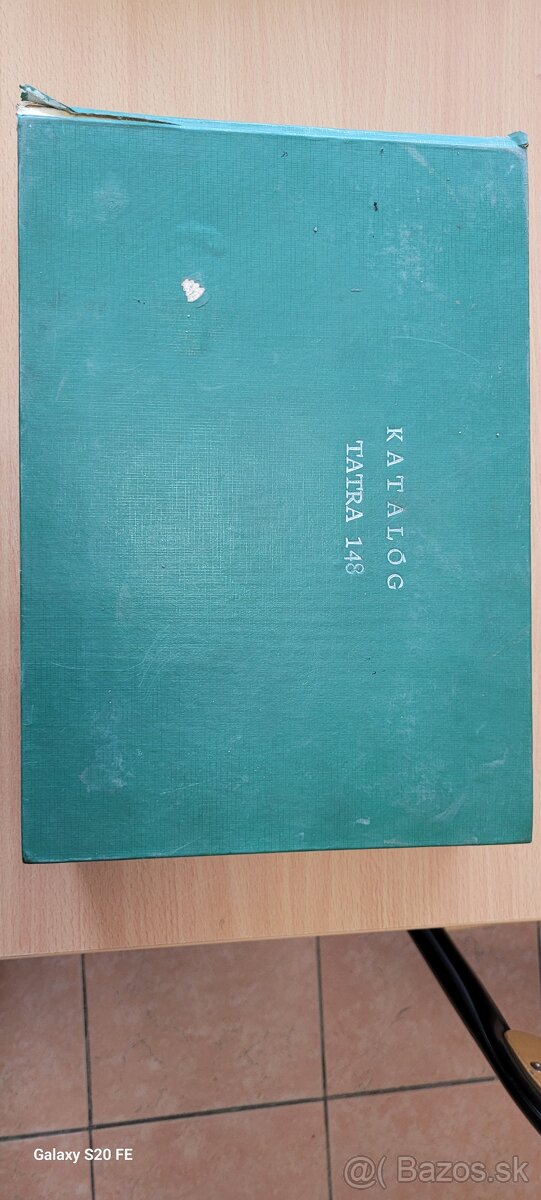 KATALÓG
TATRA 148
Galaxy S20 FE
@ Bazos.sk